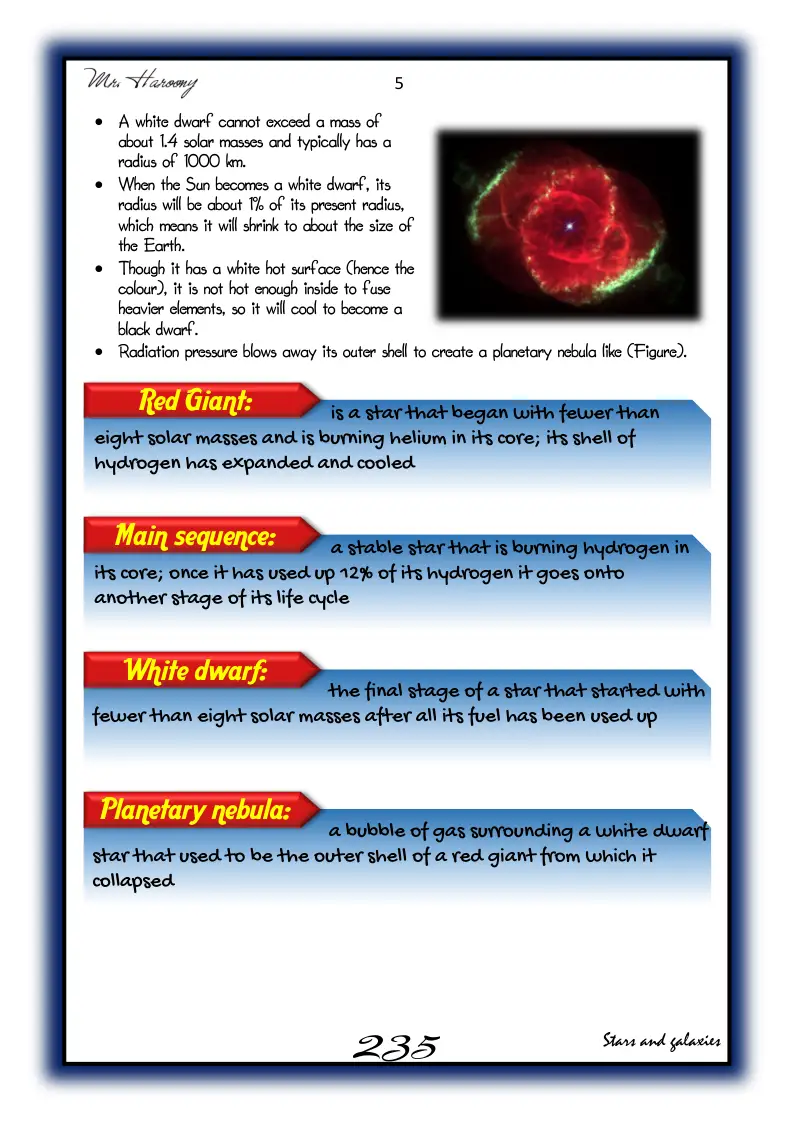 Mr. Haroony
5
• A white dwarf cannot exceed a mass of
about 1.4 solar masses and typically has a
radius of 1000 km.
• When the Sun becomes a white dwarf, its
radius will be about 1% of its present radius,
which means it will shrink to about the size of
the Earth.
• Though it has a white hot surface (hence the
colour), it is not hot enough inside to fuse
heavier elements, so it will cool to become a
black dwarf.
• Radiation pressure blows away its outer shell to create a planetary nebula like (Figure).
Red Giant:
is a star that began with fewer than
eight solar masses and is burning helium in its core; its shell of
hydrogen has expanded and cooled
Main sequence:
a stable star that is burning hydrogen in
its core; once it has used up 12% of its hydrogen it goes onto
another stage of its life cycle
White dwarf:
the final stage of a star that started with
fewer than eight solar masses after all its fuel has been used up
Planetary nebula:
a bubble of gas surrounding a white dwarf
star that used to be the outer shell of a red giant from which it
collapsed
235
Stars and galaxies